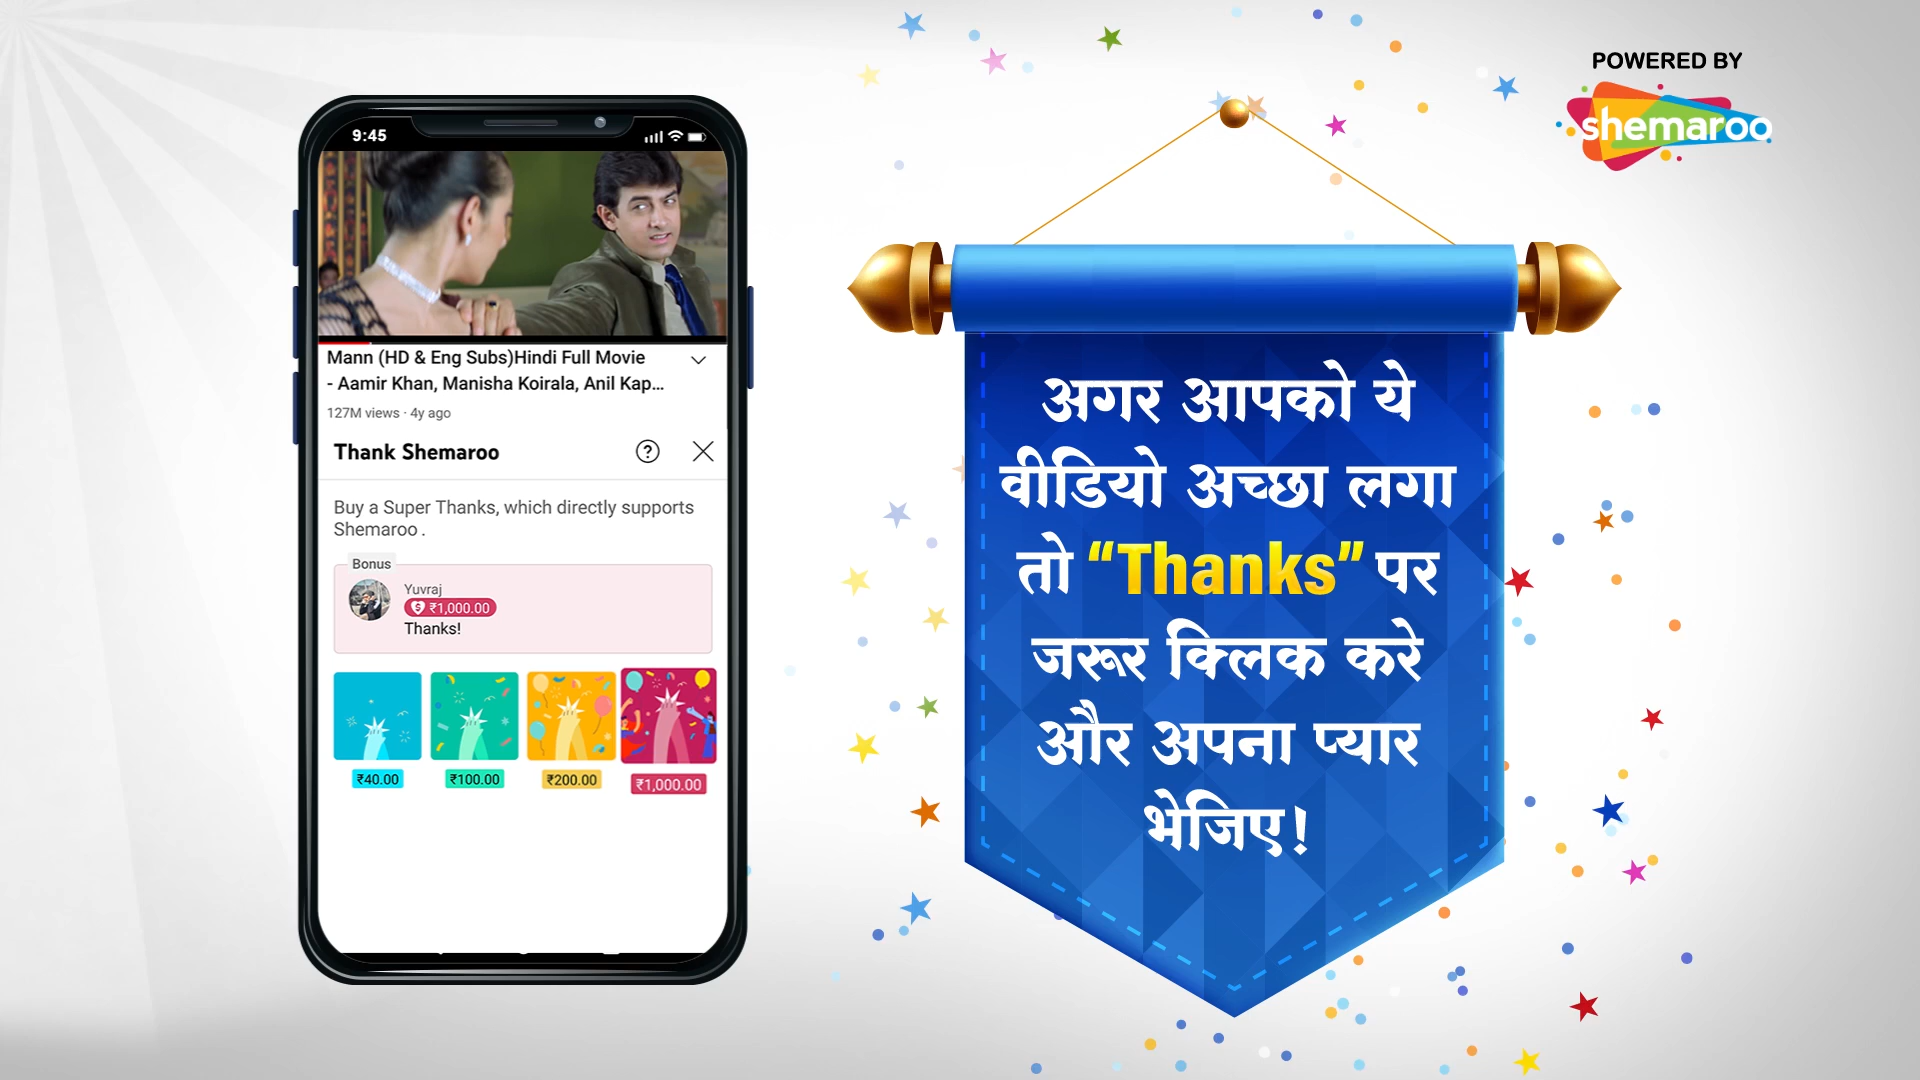 POWERED BY
shemaroo
9:45
Mann (HD & Eng Subs)Hindi Full Movie
- Aamir Khan, Manisha Koirala, Anil Kap...
127M views · 4y ago
Thank Shemaroo
?
Buy a Super Thanks, which directly supports
Shemaroo .
Bonus
Yuvraj
$ ₹1,000.00
Thanks!
₹40.00 ₹100.00 ₹200.00 ₹1,000.00
अगर आपको ये
वीडियो अच्छा लगा
तो “Thanks” पर
जरूर क्लिक करे
और अपना प्यार
भेजिए!